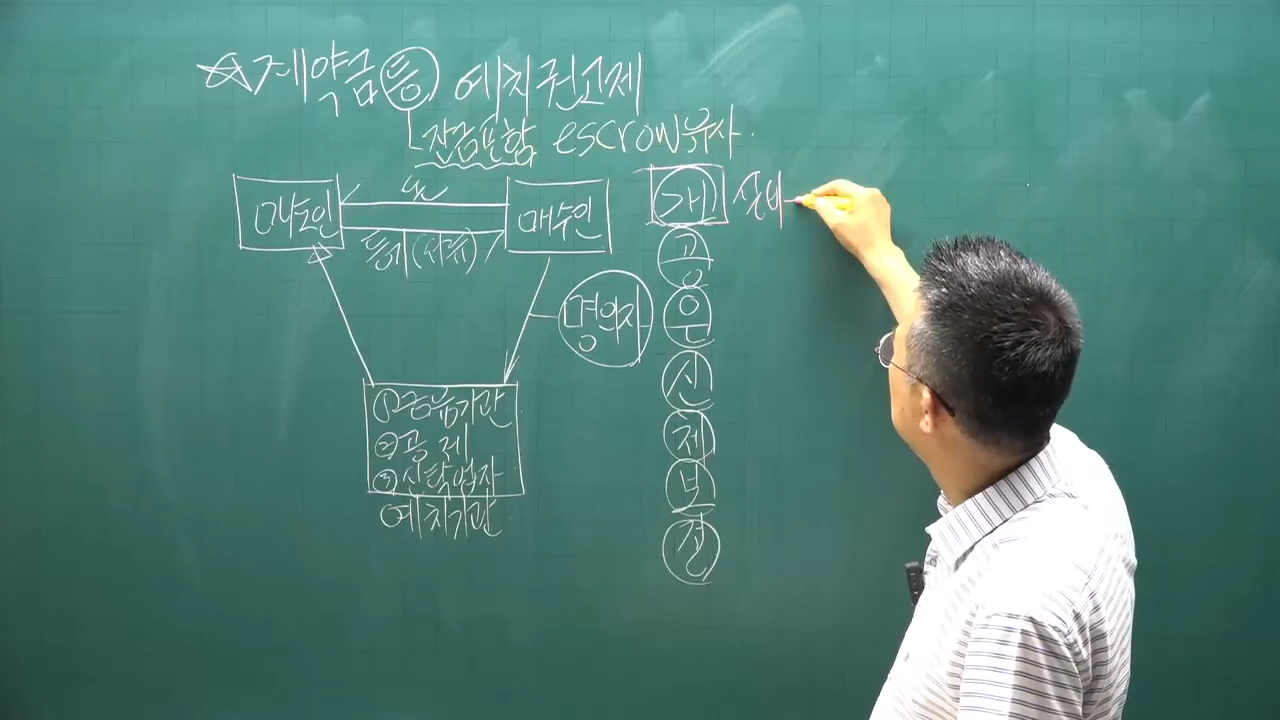 ☆계약금등 예치권고제
잔금포함 escrow유사.
매도인
매수인
등기(서류)
명의자
①금융기관
②공제
③신탁업자
예치기관
개
공
은
신
체
보
전